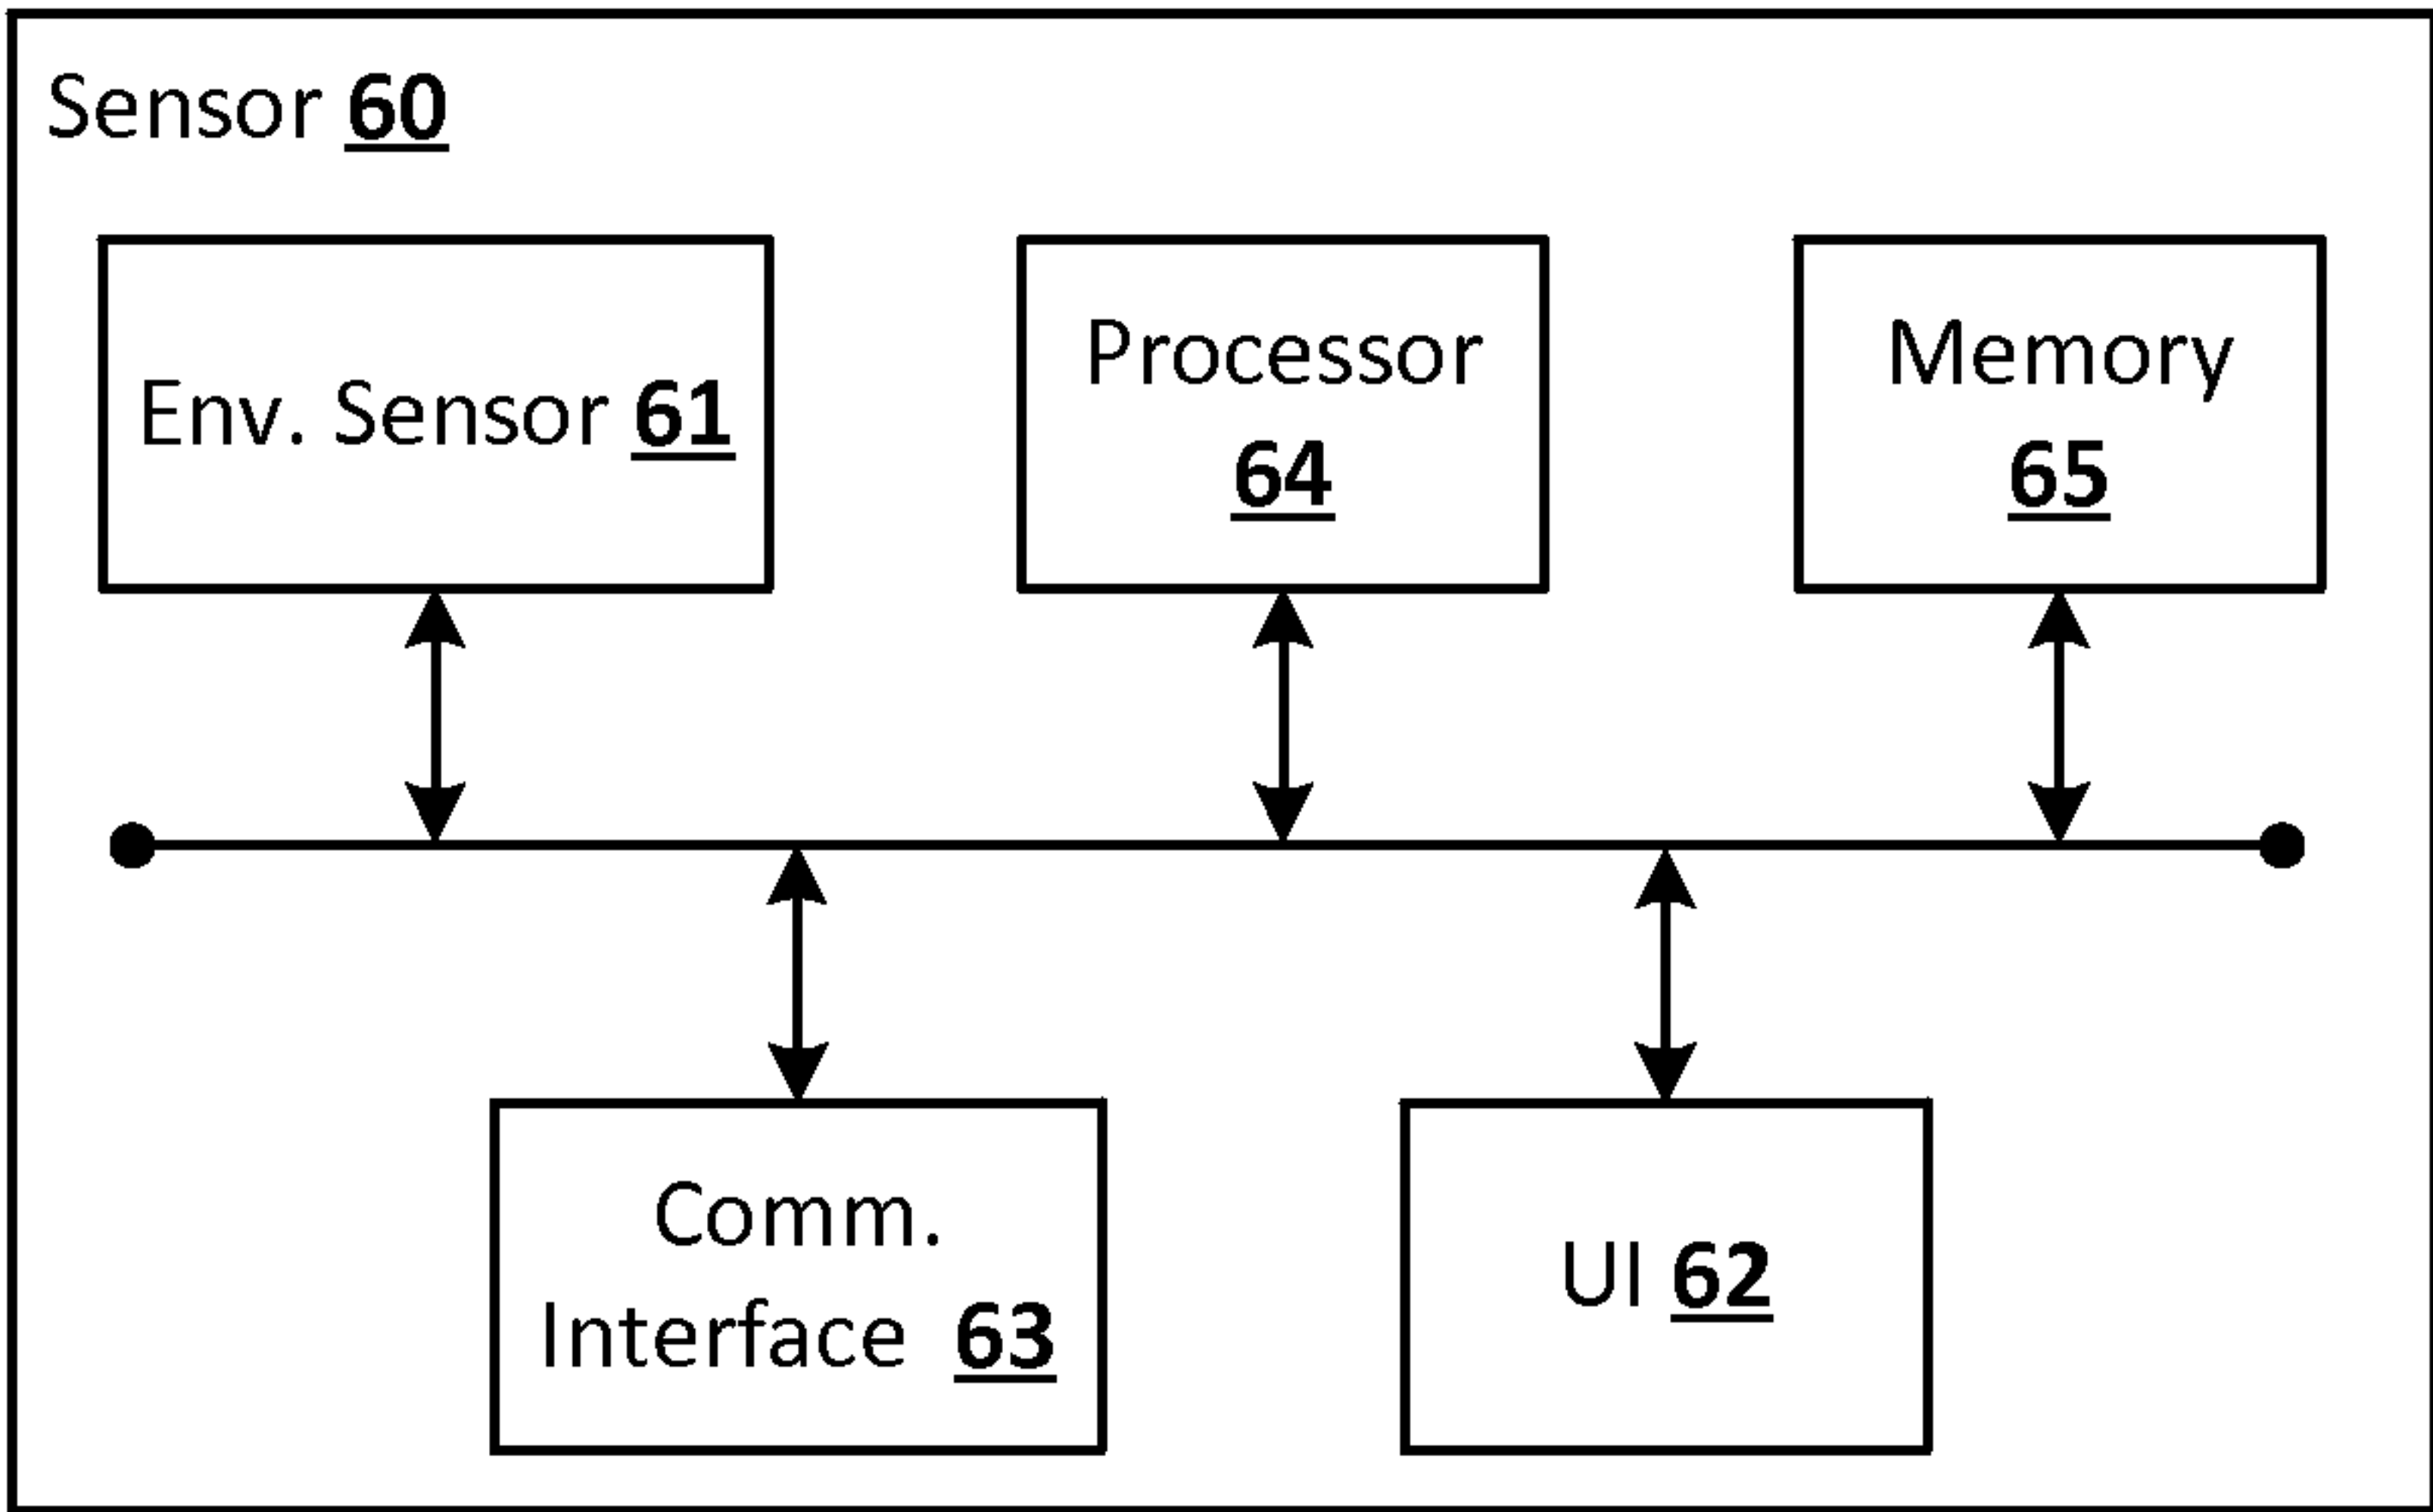 Sensor 60
Env. Sensor 61
Processor
64
Memory
65
Comm.
Interface 63
UI 62